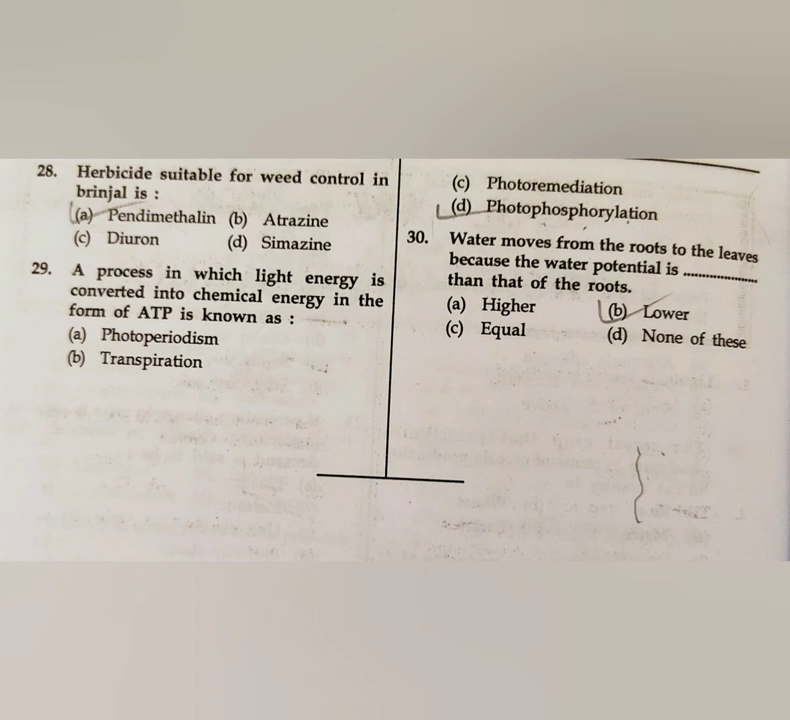 28. Herbicide suitable for weed control in
brinjal is :
(a) Pendimethalin (b) Atrazine
(c) Diuron (d) Simazine
29. A process in which light energy is
converted into chemical energy in the
form of ATP is known as :
(a) Photoperiodism
(b) Transpiration
(c) Photoremediation
(d) Photophosphorylation
30. Water moves from the roots to the leaves
because the water potential is ....................
than that of the roots.
(a) Higher (b) Lower
(c) Equal (d) None of these